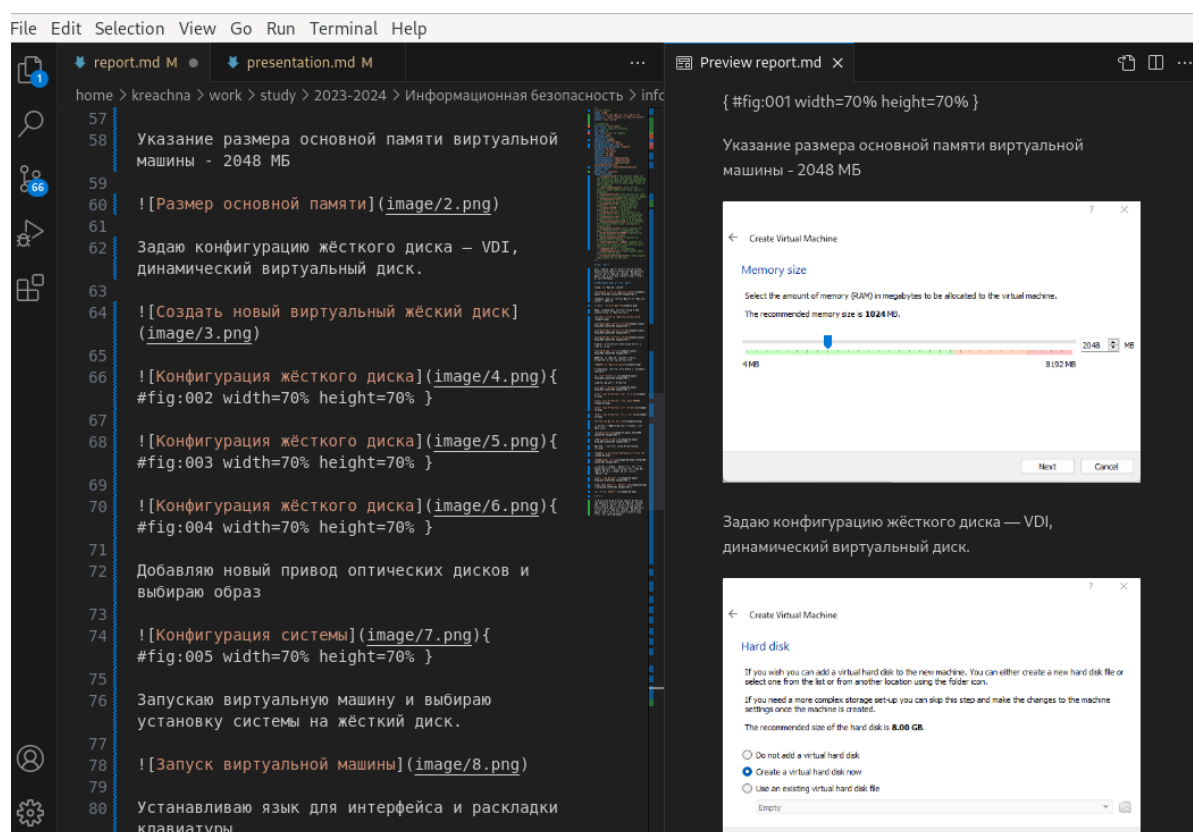 File Edit Selection View Go Run Terminal Help
report.md M
presentation.md M
...
Preview report.md
...
1
66
home > kreachna > work > study > 2023-2024 > Информационная безопасность > infc
57
58 Указание размера основной памяти виртуальной
машины - 2048 МБ
59
60 ![Размер основной памяти](image/2.png)
61
62 Задаю конфигурацию жёсткого диска — VDI,
динамический виртуальный диск.
63
64 ![Создать новый виртуальный жёский диск]
(image/3.png)
65
66 ![Конфигурация жёсткого диска](image/4.png){
#fig:002 width=70% height=70% }
67
68 ![Конфигурация жёсткого диска](image/5.png){
#fig:003 width=70% height=70% }
69
70 ![Конфигурация жёсткого диска](image/6.png){
#fig:004 width=70% height=70% }
71
72 Добавляю новый привод оптических дисков и
выбираю образ
73
74 ![Конфигурация системы](image/7.png){
#fig:005 width=70% height=70% }
75
76 Запускаю виртуальную машину и выбираю
установку системы на жёсткий диск.
77
78 ![Запуск виртуальной машины](image/8.png)
79
80 Устанавливаю язык для интерфейса и раскладки
клавиатуры
{ #fig:001 width=70% height=70% }
Указание размера основной памяти виртуальной
машины - 2048 МБ
Create Virtual Machine
Memory size
Select the amount of memory (RAM) in megabytes to be allocated to the virtual machine.
The recommended memory size is 1024 MB.
2048 MB
4 MB 8192 MB
Next Cancel
Задаю конфигурацию жёсткого диска — VDI,
динамический виртуальный диск.
Create Virtual Machine
Hard disk
If you wish you can add a virtual hard disk to the new machine. You can either create a new hard disk file or
select one from the list or from another location using the folder icon.
If you need a more complex storage set-up you can skip this step and make the changes to the machine
settings once the machine is created.
The recommended size of the hard disk is 8.00 GB.
Do not add a virtual hard disk
Create a virtual hard disk now
Use an existing virtual hard disk file
Empty